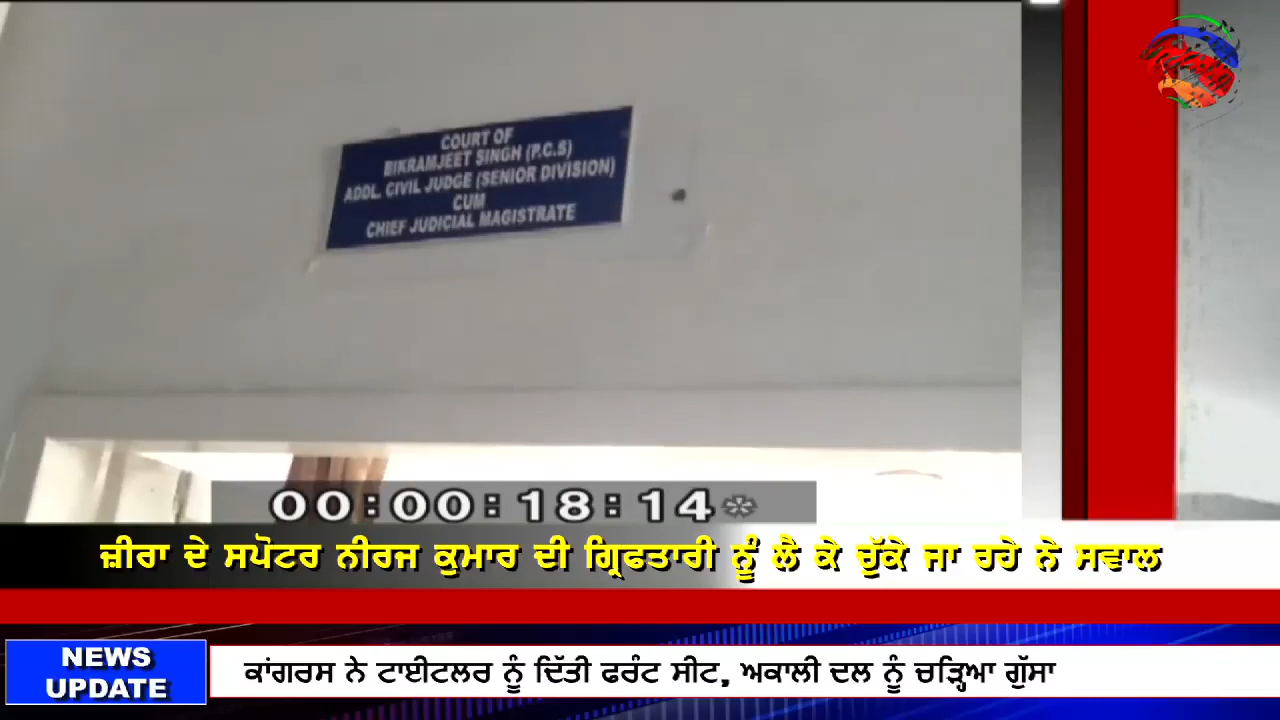 COURT OF
BIKRAMJEET SINGH (P.C.S)
ADDL. CIVIL JUDGE (SENIOR DIVISION)
CUM
CHIEF JUDICIAL MAGISTRATE
00:00:18:14*
ਜ਼ੀਰਾ ਦੇ ਸਪੋਟਰ ਨੀਰਜ ਕੁਮਾਰ ਦੀ ਗ੍ਰਿਫਤਾਰੀ ਨੂੰ ਲੈ ਕੇ ਚੁੱਕੇ ਜਾ ਰਹੇ ਨੇ ਸਵਾਲ
NEWS
UPDATE
ਕਾਂਗਰਸ ਨੇ ਟਾਈਟਲਰ ਨੂੰ ਦਿੱਤੀ ਫਰੰਟ ਸੀਟ, ਅਕਾਲੀ ਦਲ ਨੂੰ ਚੜ੍ਹਿਆ ਗੁੱਸਾ